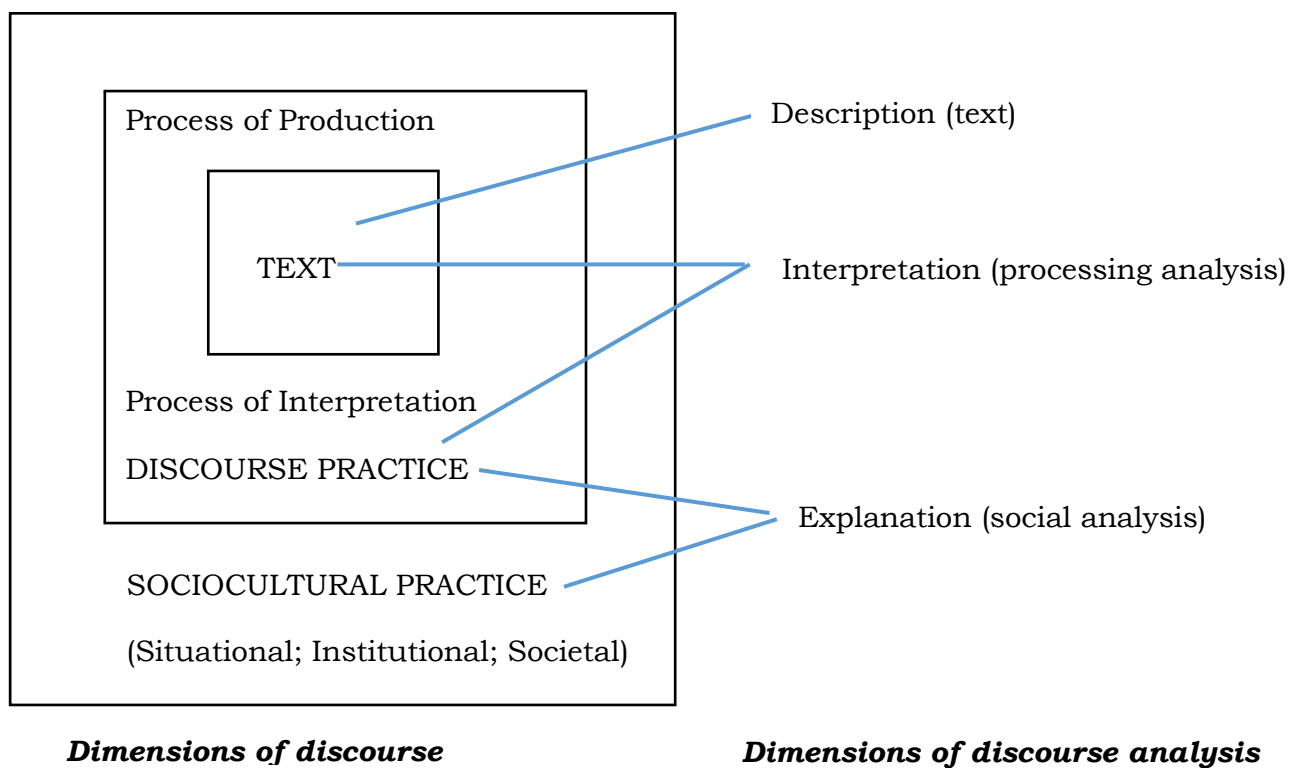 Process of Production
Description (text)
TEXT
Interpretation (processing analysis)
Process of Interpretation
DISCOURSE PRACTICE
Explanation (social analysis)
SOCIOCULTURAL PRACTICE
(Situational; Institutional; Societal)
Dimensions of discourse
Dimensions of discourse analysis